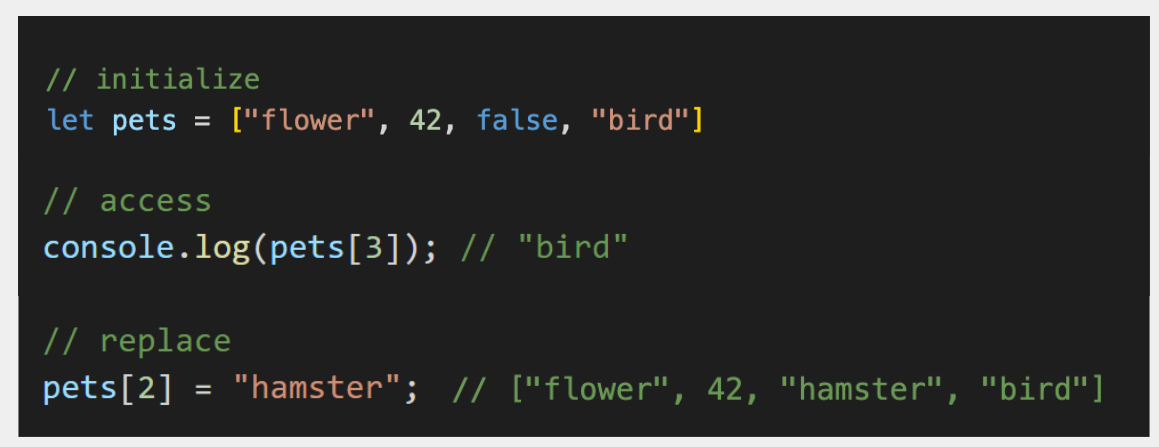 // initialize
let pets = ["flower", 42, false, "bird"]
// access
console.log(pets[3]); // "bird"
// replace
pets[2] = "hamster"; // ["flower", 42, "hamster", "bird"]